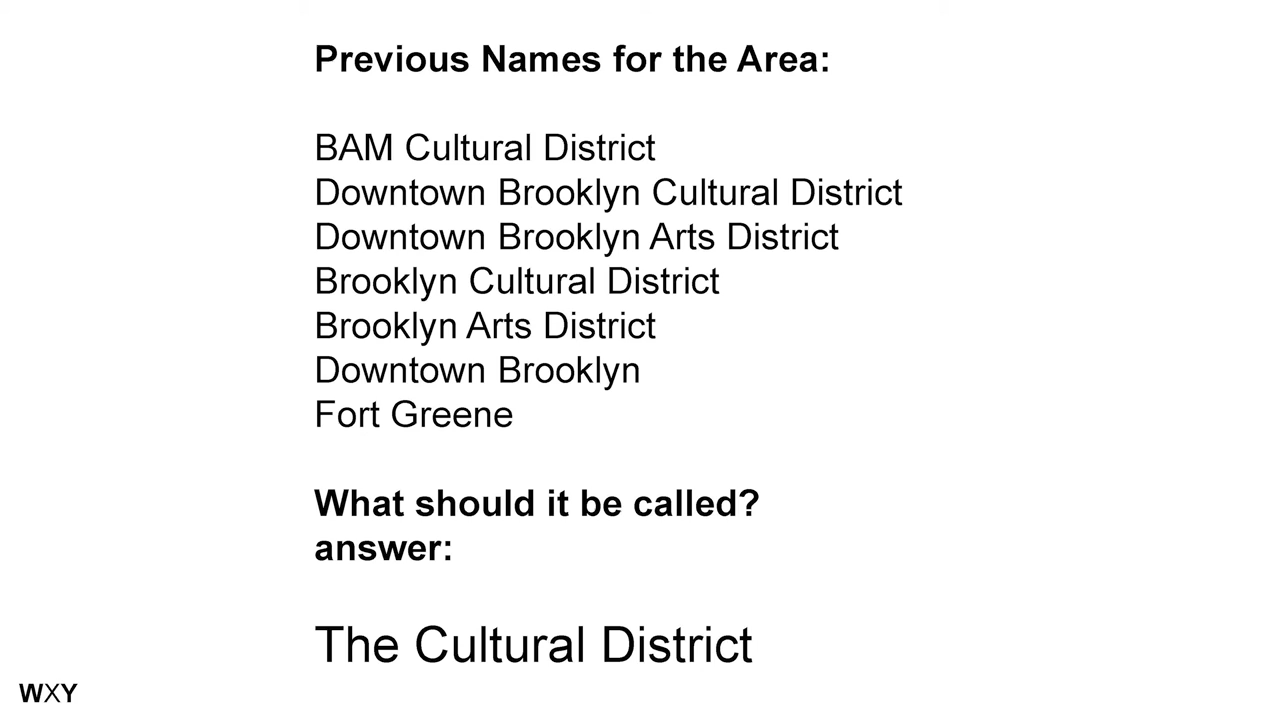 Previous Names for the Area:
BAM Cultural District
Downtown Brooklyn Cultural District
Downtown Brooklyn Arts District
Brooklyn Cultural District
Brooklyn Arts District
Downtown Brooklyn
Fort Greene
What should it be called?
answer:
The Cultural District
WXY